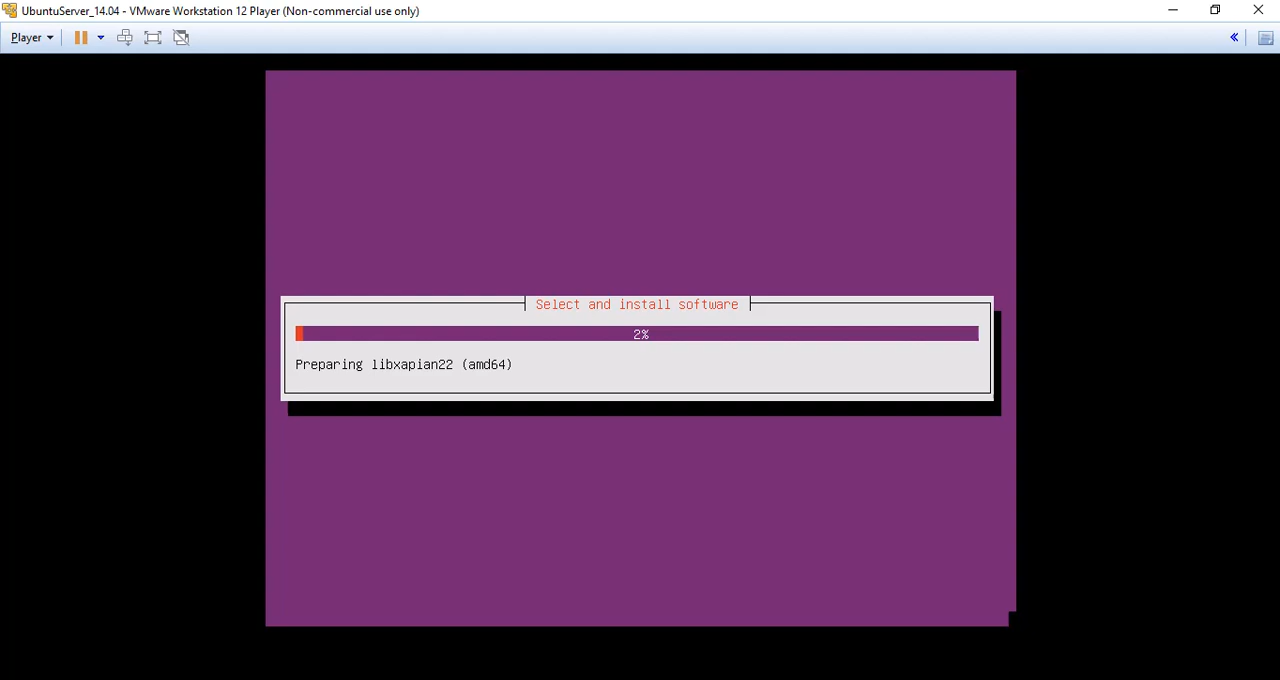 UbuntuServer_14.04 - VMware Workstation 12 Player (Non-commercial use only)
Player
Select and install software
2%
Preparing libxapian22 (amd64)